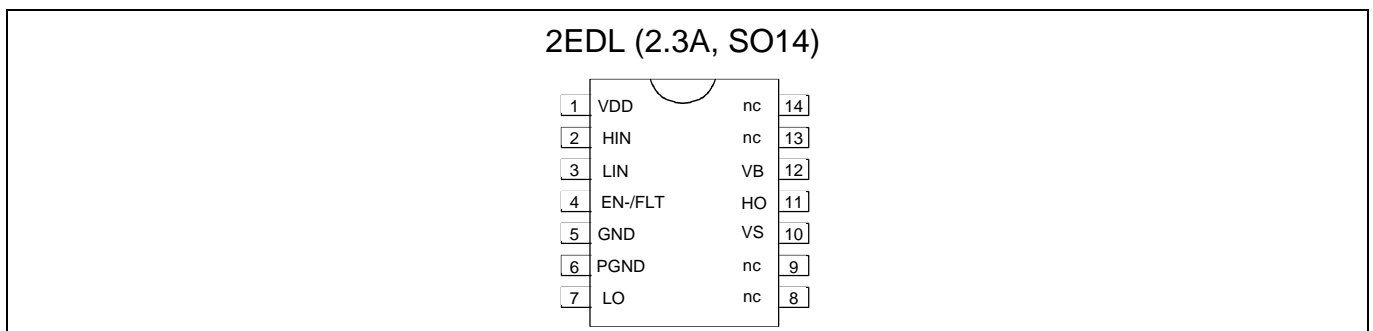 2EDL (2.3A, SO14)
1 VDD nc 14
2 HIN nc 13
3 LIN VB 12
4 EN-/FLT HO 11
5 GND VS 10
6 PGND nc 9
7 LO nc 8